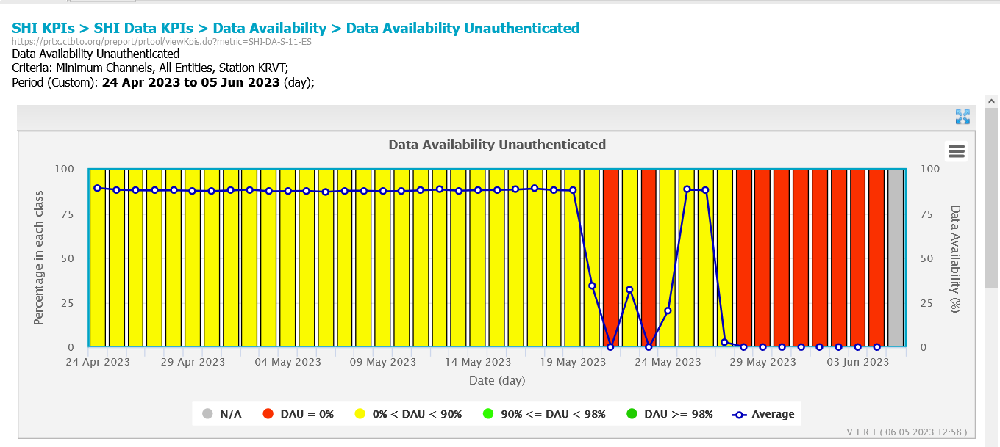 SHI KPIs > SHI Data KPIs > Data Availability > Data Availability Unauthenticated
https://prtx.ctbto.org/preport/prtool/viewKpis.do?metric=SHI-DA-S-11-ES
Data Availability Unauthenticated
Criteria: Minimum Channels, All Entities, Station KRVT;
Period (Custom): 24 Apr 2023 to 05 Jun 2023 (day);
Data Availability Unauthenticated
Percentage in each class
100
75
50
25
0
100
75
50
25
0
Data Availability (%)
24 Apr 2023 29 Apr 2023 04 May 2023 09 May 2023 14 May 2023 19 May 2023 24 May 2023 29 May 2023 03 Jun 2023
Date (day)
N/A DAU = 0% 0% < DAU < 90% 90% <= DAU < 98% DAU >= 98% Average
V.1 R.1 ( 06.05.2023 12:58 )